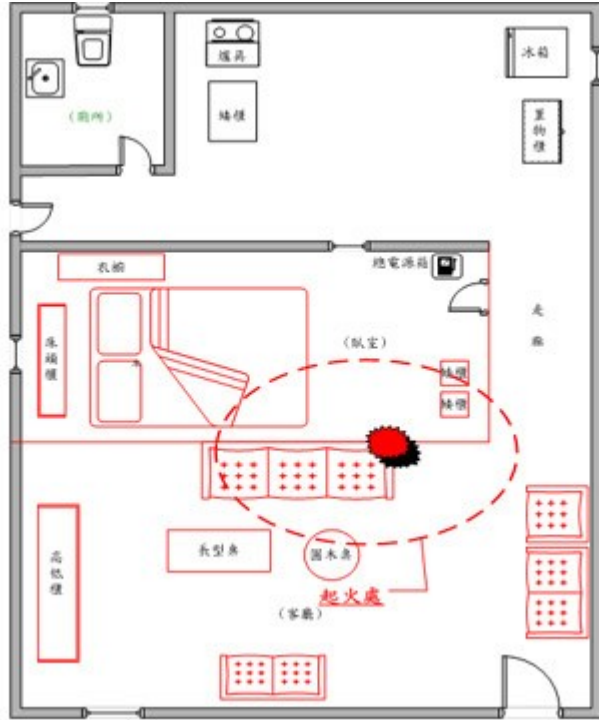 爐具
冰箱
(廁所)
矮櫃
置物櫃
衣櫥
總電源箱
床頭櫃
(臥室)
走廊
矮櫃
矮櫃
高低櫃
長型桌
圓木桌
起火處
(客廳)